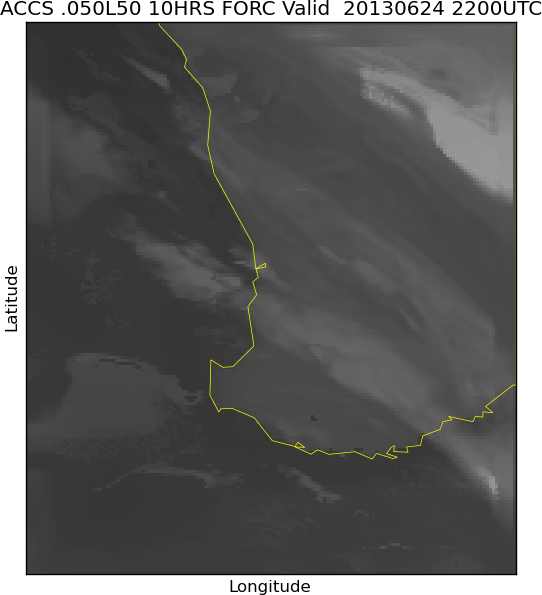 ACCS .050L50 10HRS FORC Valid  20130624 2200UTC
Latitude
Longitude